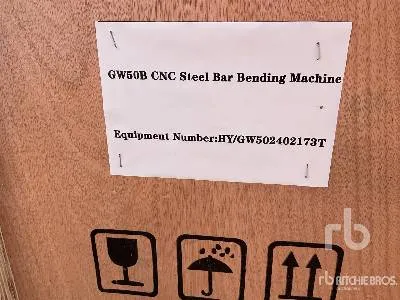 GW50B CNC Steel Bar Bending Machine
Equipment Number:HY/GW502402173T
rb
RITCHIE BROS.